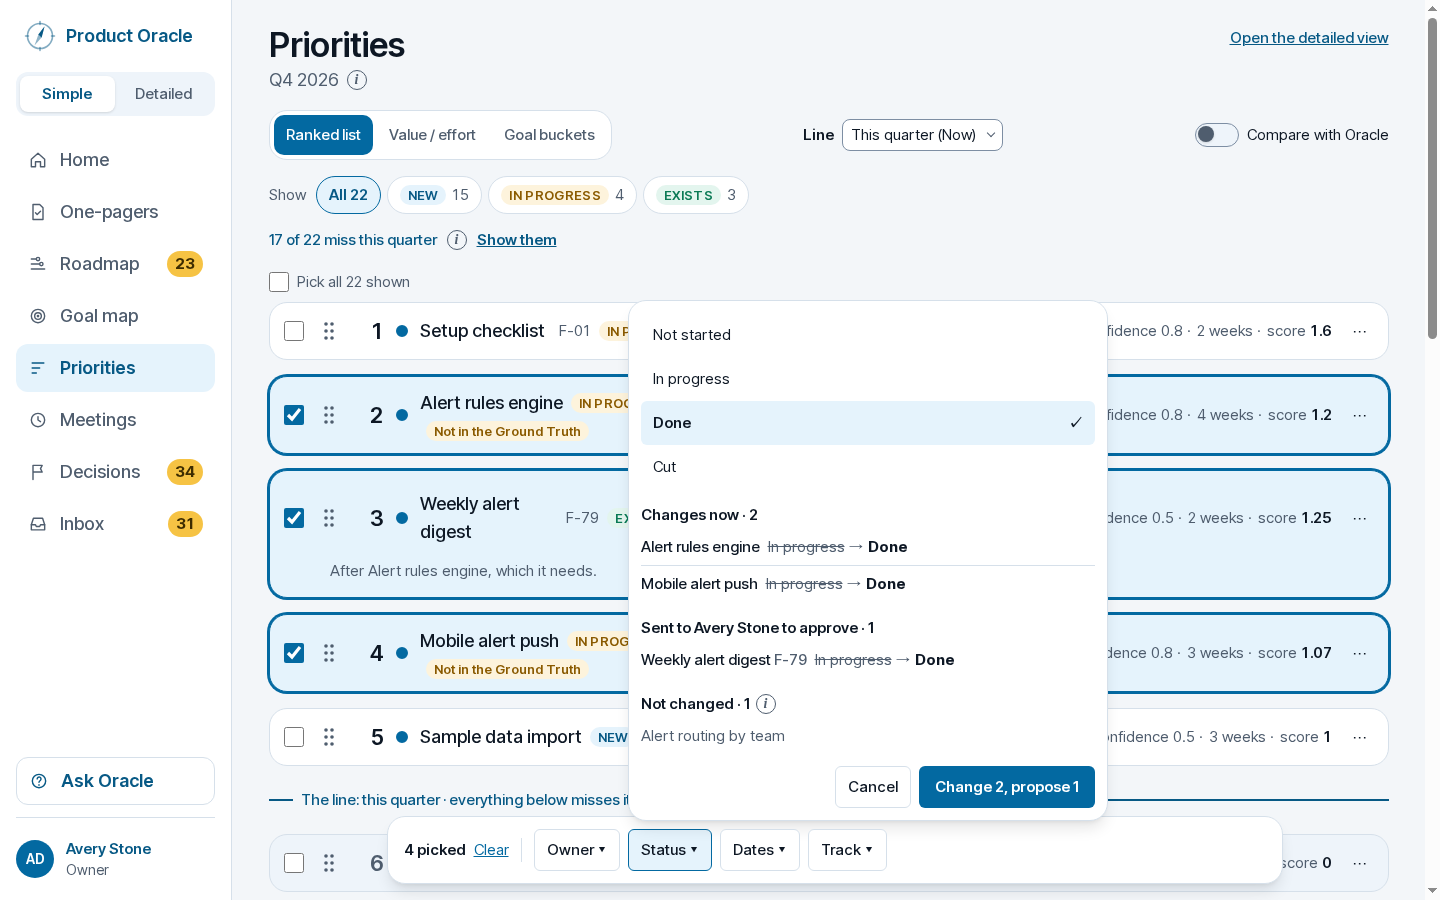 Product Oracle
Simple
Detailed
Home
One-pagers
Roadmap 23
Goal map
Priorities
Meetings
Decisions 34
Inbox 31
Ask Oracle
AD
Avery Stone
Owner
Priorities
Open the detailed view
Q4 2026 i
Ranked list
Value / effort
Goal buckets
Line This quarter (Now)
Compare with Oracle
Show
All 22
NEW 15
IN PROGRESS 4
EXISTS 3
17 of 22 miss this quarter i Show them
Pick all 22 shown
1 Setup checklist F-01
confidence 0.8 · 2 weeks · score 1.6 ...
2 Alert rules engine
Not in the Ground Truth
confidence 0.8 · 4 weeks · score 1.2 ...
3 Weekly alert
digest
F-79
confidence 0.5 · 2 weeks · score 1.25 ...
After Alert rules engine, which it needs.
4 Mobile alert push
Not in the Ground Truth
confidence 0.8 · 3 weeks · score 1.07 ...
5 Sample data import NEW
confidence 0.5 · 3 weeks · score 1 ...
The line: this quarter · everything below misses it
6
score 0 ...
Not started
In progress
Done ✓
Cut
Changes now · 2
Alert rules engine In progress → Done
Mobile alert push In progress → Done
Sent to Avery Stone to approve · 1
Weekly alert digest F-79 In progress → Done
Not changed · 1 i
Alert routing by team
Cancel
Change 2, propose 1
4 picked Clear
Owner ▾
Status ▾
Dates ▾
Track ▾